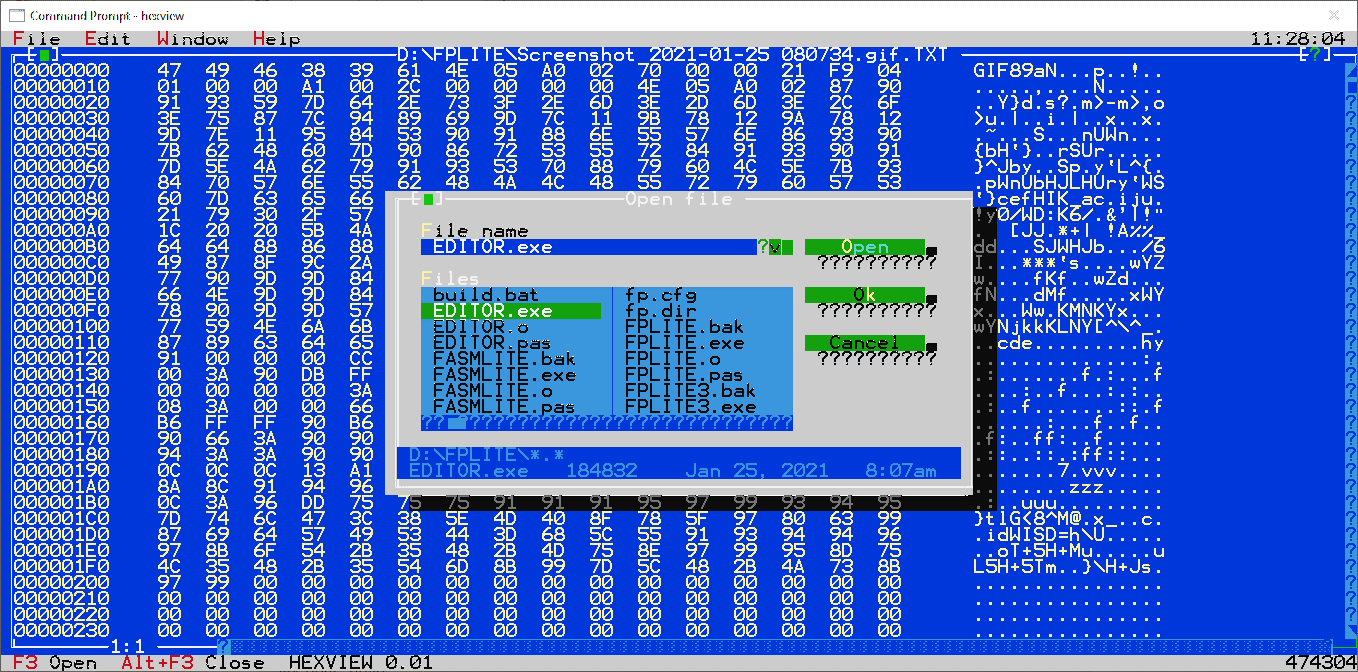 Command Prompt - hexview
File Edit Window Help 11:28:04
[■] D:\FPLITE\Screenshot 2021-01-25 080734.gif.TXT [?]
00000000 47 49 46 38 39 61 4E 05 A0 02 70 00 00 21 F9 04 GIF89aN...p..!..
00000010 01 00 00 A1 00 2C 00 00 00 00 4E 05 A0 02 87 90 .....,....N.....
00000020 91 93 59 7D 64 2E 73 3F 2E 6D 3E 2D 6D 3E 2C 6F ..Y}d.s?.m>-m>,o
00000030 3E 75 87 7C 94 89 69 9D 7C 11 9B 78 12 9A 78 12 >u.|..i.|..x..x.
00000040 9D 7E 11 95 84 53 90 91 88 6E 55 57 6E 86 93 90 .~...S...nUWn...
00000050 7B 62 48 60 7D 90 86 72 53 55 72 84 91 93 90 91 {bH'}..rSUr.....
00000060 7D 5E 4A 62 79 91 93 53 70 88 79 60 4C 5E 7B 93 }^Jby..Sp.y'L^{.
00000070 84 70 57 6E 55 62 48 4A 4C 48 55 72 79 60 57 53 .pWnUbHJLHUry'WS
00000080 60 7D 63 65 66 '}cefHIK_ac.iju.
00000090 21 79 30 2F 57 !y0/WD:K6/.&'|!"
000000A0 1C 20 20 5B 4A . [JJ.*+| !A%%_
000000B0 64 64 88 86 88 dd...SJWHJb.../6
000000C0 49 87 8F 9C 2A I...***'s....wYZ
000000D0 77 90 9D 9D 84 w....fKf..wZd...
000000E0 66 4E 9D 9D 84 fN...dMf.....xWY
000000F0 78 90 9D 9D 57 x...Ww.KMNKYx...
00000100 77 59 4E 6A 6B wYNjkkKLNY[^\^_.
00000110 87 89 63 64 65 ..cde.........hy
00000120 91 00 00 00 CC
00000130 00 3A 90 DB FF
00000140 00 00 00 00 3A
00000150 08 3A 00 00 66
00000160 B6 FF FF 90 B6
00000170 90 66 3A 90 90
00000180 94 3A 3A 90 90
00000190 0C 0C 0C 13 A1 .......7.vvv....
000001A0 8A 8C 91 94 96 ........zzz.....
000001B0 0C 3A 96 DD 75 75 75 91 91 91 95 97 99 93 94 95 .:..uuu.........
000001C0 7D 74 6C 47 3C 38 5E 4D 40 8F 78 5F 97 80 63 99 }tlG<8^M@.x_..c.
000001D0 87 69 64 57 49 53 44 3D 68 5C 55 91 93 94 94 96 .idWISD=h\U.....
000001E0 97 8B 6F 54 2B 35 48 2B 4D 75 8E 97 99 95 8D 75 ..oT+5H+Mu.....u
000001F0 4C 35 48 2B 35 54 6D 8B 99 7D 5C 48 2B 4A 73 8B L5H+5Tm..}\H+Js.
00000200 97 99 00 00 00 00 00 00 00 00 00 00 00 00 00 00 ................
00000210 00 00 00 00 00 00 00 00 00 00 00 00 00 00 00 00 ................
00000220 00 00 00 00 00 00 00 00 00 00 00 00 00 00 00 00 ................
00000230 00 00 00 00 00 00 00 00 00 00 00 00 00 00 00 00 ................
[■] Open file
File name
EDITOR.exe ?v Open
??????????
Files
build.bat fp.cfg Ok
EDITOR.exe fp.dir ??????????
EDITOR.o FPLITE.bak
EDITOR.pas FPLITE.exe Cancel
FASMLITE.bak FPLITE.o ??????????
FASMLITE.exe FPLITE.pas
FASMLITE.o FPLITE3.bak
FASMLITE.pas FPLITE3.exe
D:\FPLITE\*.*
EDITOR.exe 184832 Jan 25, 2021 8:07am
1:1
F3 Open Alt+F3 Close HEXVIEW 0.01 474304